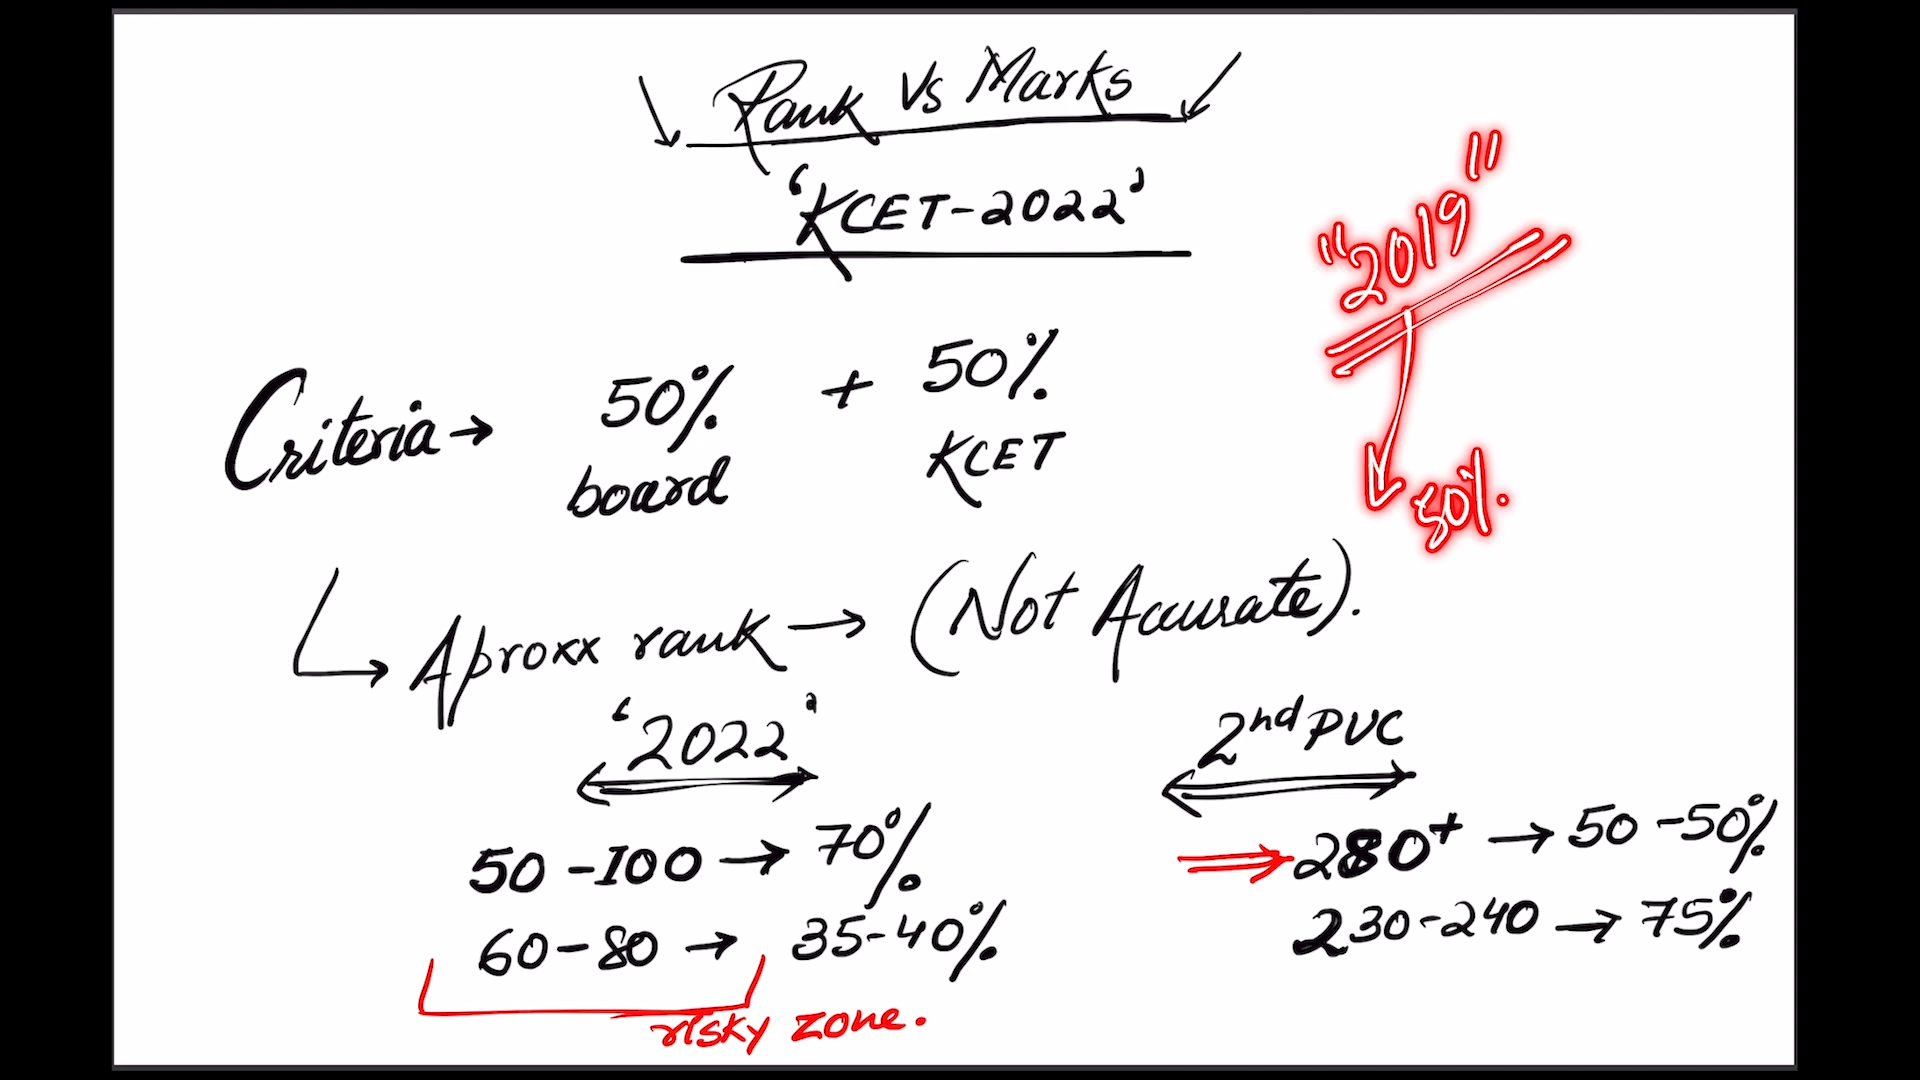 Rank Vs Marks
'KCET-2022'
"2019"
50%
Criteria → 50% + 50%
board KCET
Aproxx rank → (Not Accurate).
'2022'
50-100 → 70%
60-80 → 35-40%
risky zone.
2nd PUC
⇒ 280+ → 50-50%
230-240 → 75%